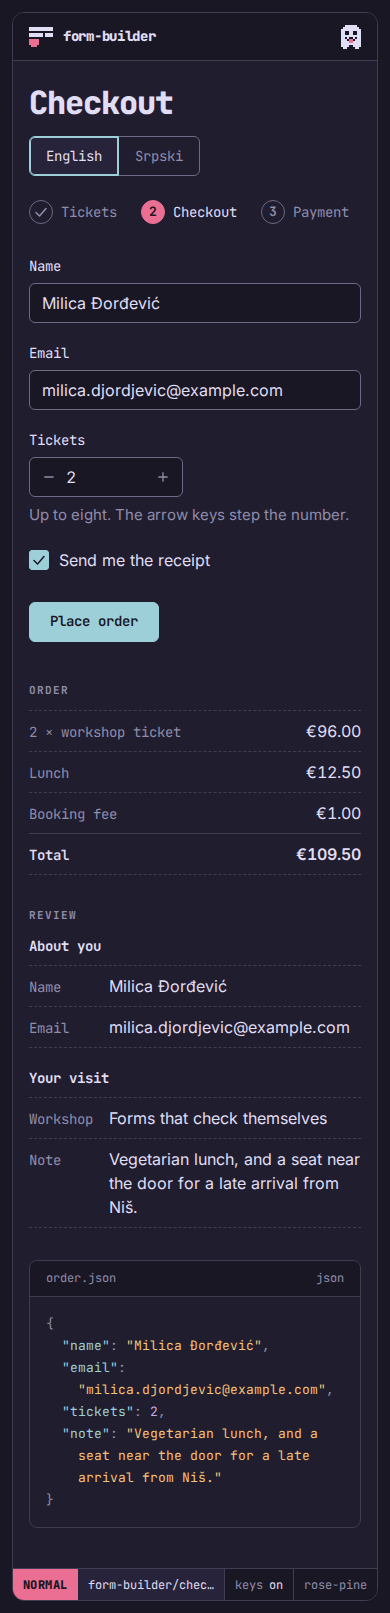 form-builder
Checkout
English Srpski
Tickets 2 Checkout 3 Payment
Name
Milica Đorđević
Email
milica.djordjevic@example.com
Tickets
− 2 +
Up to eight. The arrow keys step the number.
Send me the receipt
Place order
ORDER
2 × workshop ticket €96.00
Lunch €12.50
Booking fee €1.00
Total €109.50
REVIEW
About you
Name Milica Đorđević
Email milica.djordjevic@example.com
Your visit
Workshop Forms that check themselves
Note Vegetarian lunch, and a seat near
the door for a late arrival from
Niš.
order.json json
{
"name": "Milica Đorđević",
"email":
"milica.djordjevic@example.com",
"tickets": 2,
"note": "Vegetarian lunch, and a
seat near the door for a late
arrival from Niš."
}
NORMAL form-builder/chec… keys on rose-pine